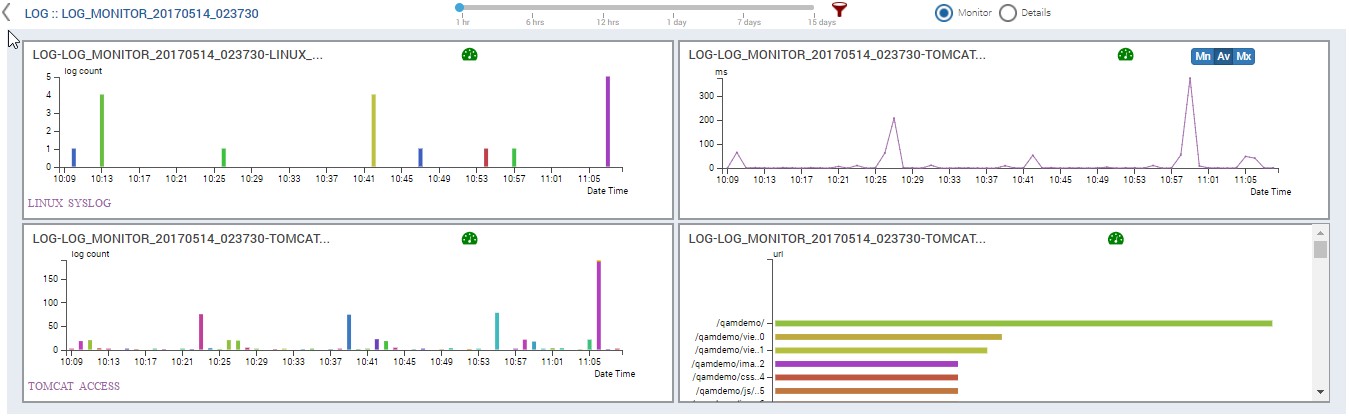 LOG :: LOG_MONITOR_20170514_023730
1 hr 6 hrs 12 hrs 1 day 7 days 15 days
Monitor Details
LOG-LOG_MONITOR_20170514_023730-LINUX_...
log count
5
4
3
2
1
0
10:09 10:13 10:17 10:21 10:25 10:29 10:33 10:37 10:41 10:45 10:49 10:53 10:57 11:01 11:05
Date Time
LINUX SYSLOG
LOG-LOG_MONITOR_20170514_023730-TOMCAT...
Mn Av Mx
ms
300
200
100
0
10:09 10:13 10:17 10:21 10:25 10:29 10:33 10:37 10:41 10:45 10:49 10:53 10:57 11:01 11:05
Date Time
LOG-LOG_MONITOR_20170514_023730-TOMCAT...
log count
150
100
50
0
10:09 10:13 10:17 10:21 10:25 10:29 10:33 10:37 10:41 10:45 10:49 10:53 10:57 11:01 11:05
Date Time
TOMCAT ACCESS
LOG-LOG_MONITOR_20170514_023730-TOMCAT...
url
/qamdemo/
/qamdemo/vie..0
/qamdemo/vie..1
/qamdemo/ima..2
/qamdemo/css..4
/qamdemo/js/..5